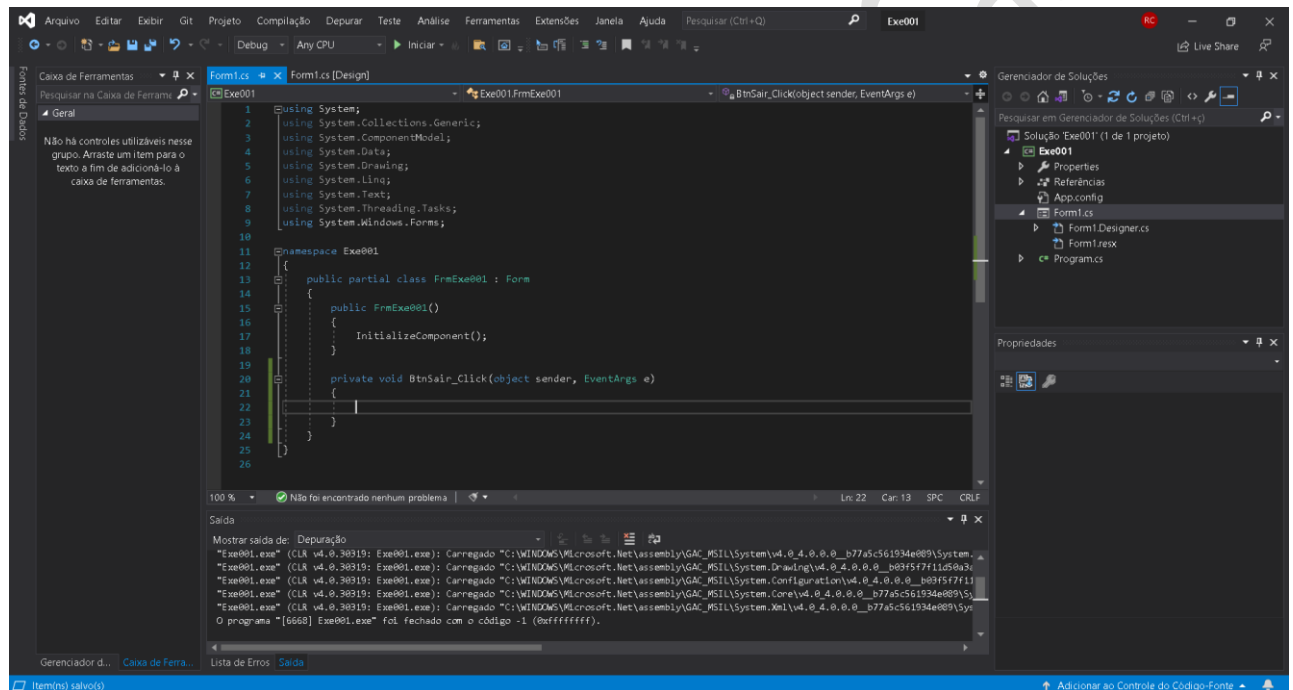 Arquivo Editar Exibir Git Projeto Compilação Depurar Teste Análise Ferramentas Extensões Janela Ajuda Pesquisar (Ctrl+Q) Exe001 RC
Debug Any CPU Iniciar Live Share
Fontes de Dados
Caixa de Ferramentas
Pesquisar na Caixa de Ferrame
Geral
Não há controles utilizáveis nesse
grupo. Arraste um item para o
texto a fim de adicioná-lo à
caixa de ferramentas.
Gerenciador d... Caixa de Ferra...
Form1.cs Form1.cs [Design]
Exe001 Exe001.FrmExe001 BtnSair_Click(object sender, EventArgs e)
1 using System;
2 using System.Collections.Generic;
3 using System.ComponentModel;
4 using System.Data;
5 using System.Drawing;
6 using System.Linq;
7 using System.Text;
8 using System.Threading.Tasks;
9 using System.Windows.Forms;
10
11 namespace Exe001
12 {
13 public partial class FrmExe001 : Form
14 {
15 public FrmExe001()
16 {
17 InitializeComponent();
18 }
19
20 private void BtnSair_Click(object sender, EventArgs e)
21 {
22
23 }
24 }
25 }
26
100 % Não foi encontrado nenhum problema Ln: 22 Car: 13 SPC CRLF
Saída
Mostrar saída de: Depuração
"Exe001.exe" (CLR v4.0.30319: Exe001.exe): Carregado "C:\WINDOWS\Microsoft.Net\assembly\GAC_MSIL\System\v4.0_4.0.0.0__b77a5c561934e089\System.
"Exe001.exe" (CLR v4.0.30319: Exe001.exe): Carregado "C:\WINDOWS\Microsoft.Net\assembly\GAC_MSIL\System.Drawing\v4.0_4.0.0.0__b03f5f7f11d50a3a
"Exe001.exe" (CLR v4.0.30319: Exe001.exe): Carregado "C:\WINDOWS\Microsoft.Net\assembly\GAC_MSIL\System.Configuration\v4.0_4.0.0.0__b03f5f7f11
"Exe001.exe" (CLR v4.0.30319: Exe001.exe): Carregado "C:\WINDOWS\Microsoft.Net\assembly\GAC_MSIL\System.Core\v4.0_4.0.0.0__b77a5c561934e089\Sy
"Exe001.exe" (CLR v4.0.30319: Exe001.exe): Carregado "C:\WINDOWS\Microsoft.Net\assembly\GAC_MSIL\System.Xml\v4.0_4.0.0.0__b77a5c561934e089\Sys
O programa "[6668] Exe001.exe" foi fechado com o código -1 (0xffffffff).
Lista de Erros Saída
Gerenciador de Soluções
Pesquisar em Gerenciador de Soluções (Ctrl+ç)
Solução 'Exe001' (1 de 1 projeto)
Exe001
Properties
Referências
App.config
Form1.cs
Form1.Designer.cs
Form1.resx
Program.cs
Propriedades
Item(ns) salvo(s) Adicionar ao Controle do Código-Fonte